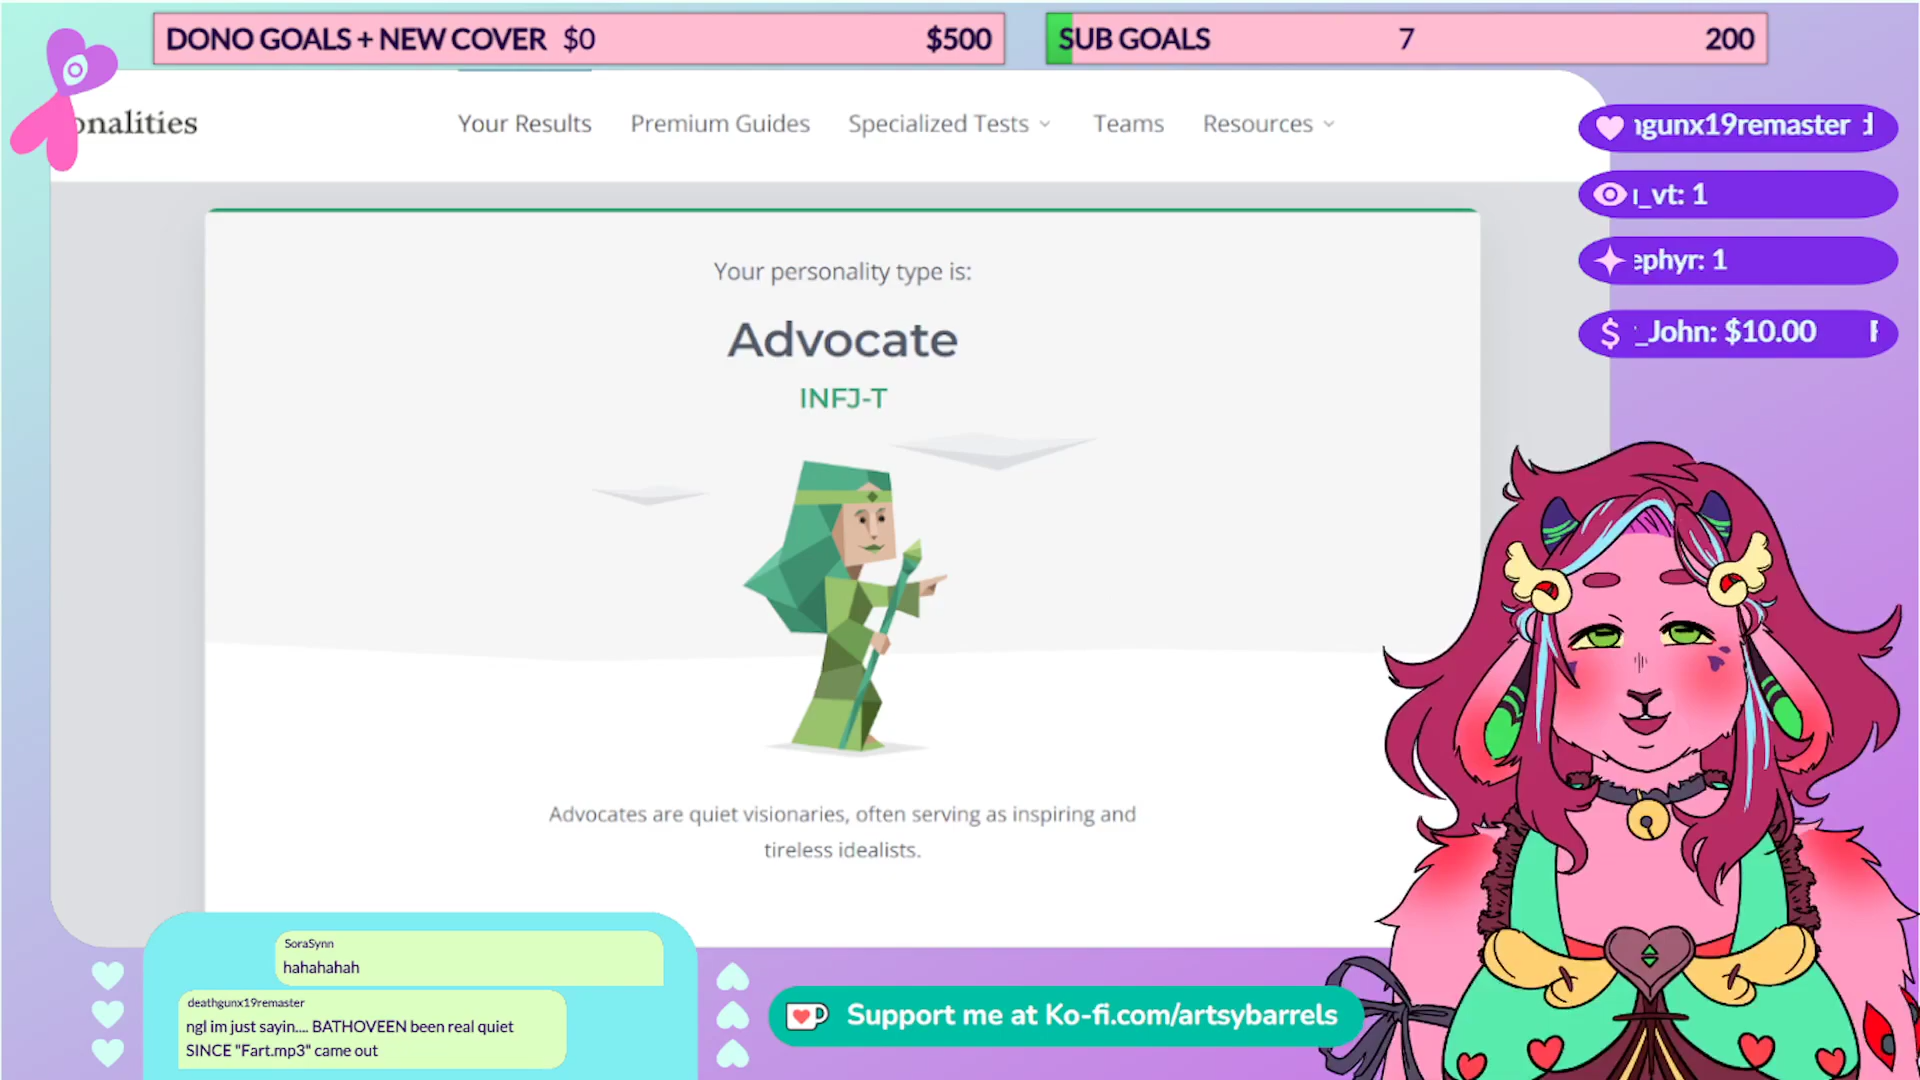 DONO GOALS + NEW COVER $0 $500
SUB GOALS 7 200
onalities
Your Results Premium Guides Specialized Tests Teams Resources
gunx19remaster
_vt: 1
ephyr: 1
_John: $10.00
Your personality type is:
Advocate
INFJ-T
Advocates are quiet visionaries, often serving as inspiring and
tireless idealists.
SoraSynn
hahahahah
deathgunx19remaster
ngl im just sayin.... BATHOVEEN been real quiet
SINCE "Fart.mp3" came out
Support me at Ko-fi.com/artsybarrels